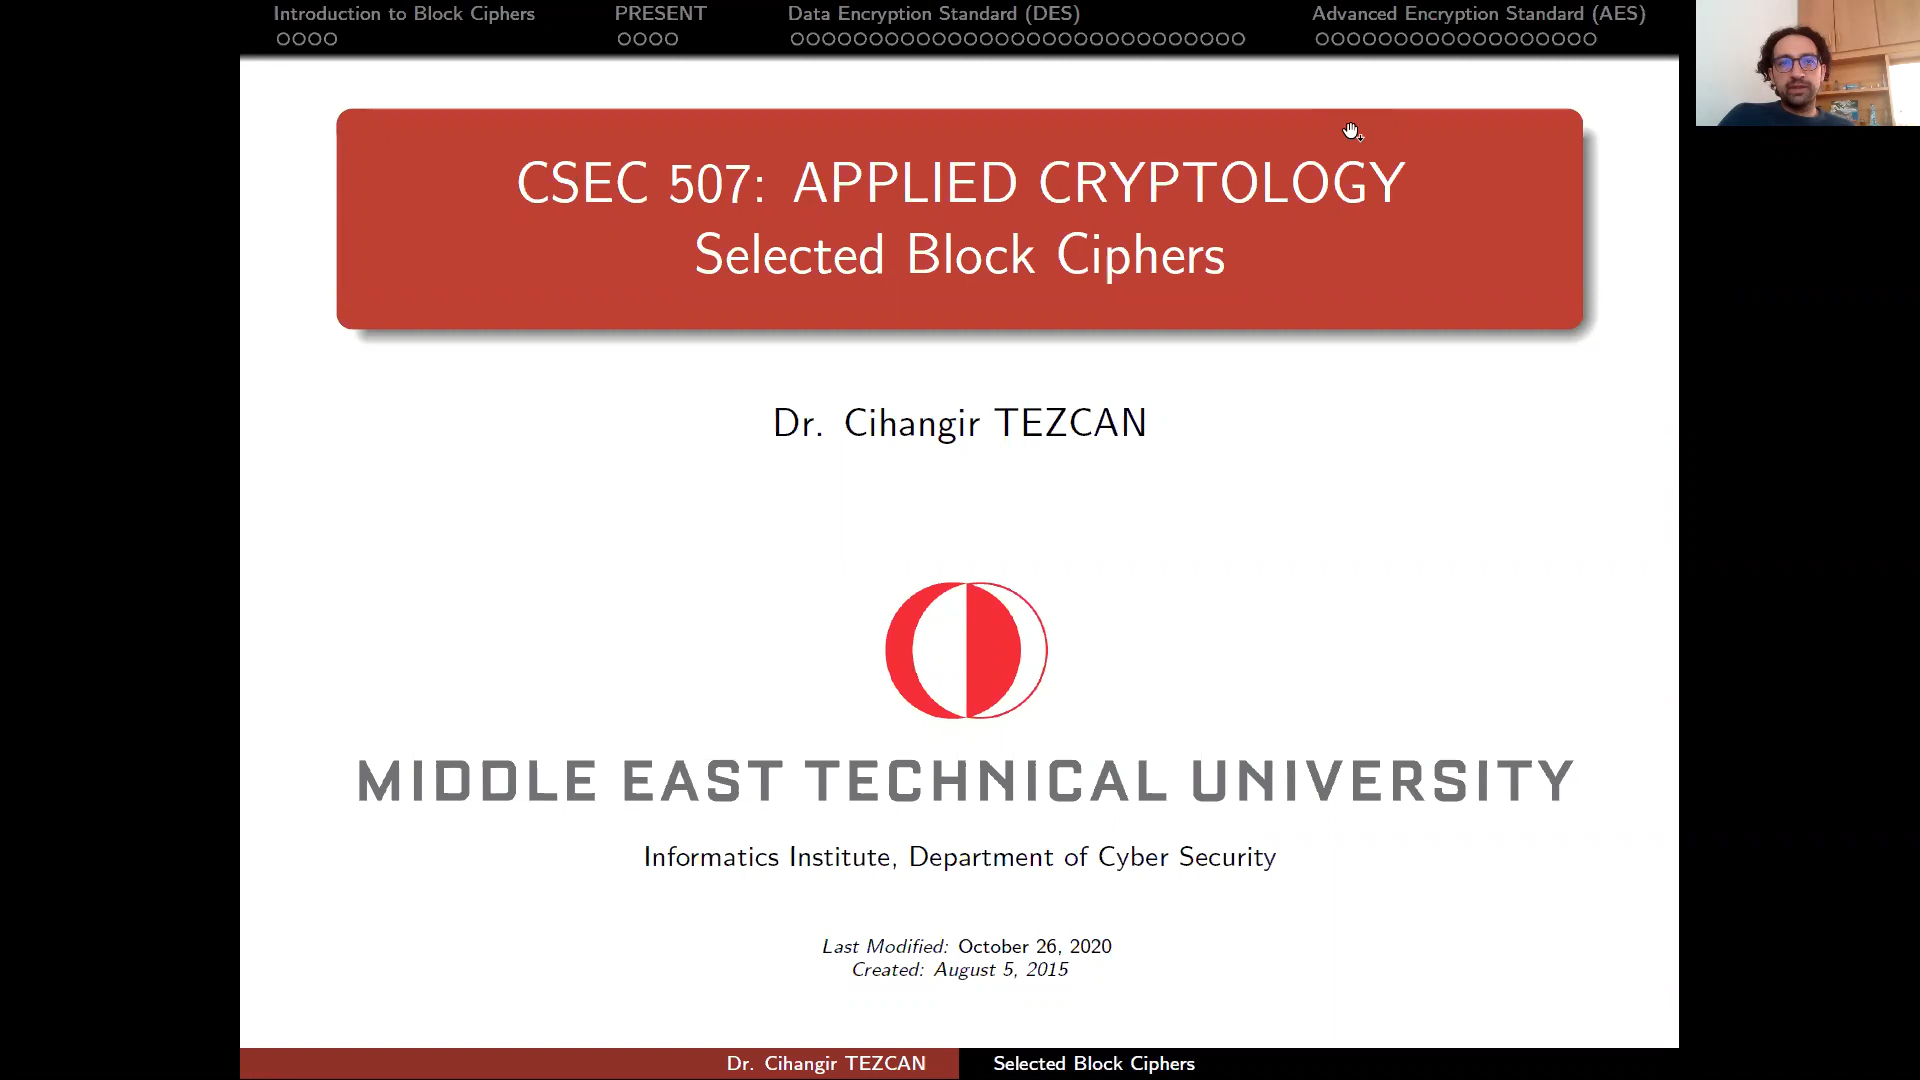 Introduction to Block Ciphers
PRESENT
Data Encryption Standard (DES)
Advanced Encryption Standard (AES)
CSEC 507: APPLIED CRYPTOLOGY
Selected Block Ciphers
Dr. Cihangir TEZCAN
MIDDLE EAST TECHNICAL UNIVERSITY
Informatics Institute, Department of Cyber Security
Last Modified: October 26, 2020
Created: August 5, 2015
Dr. Cihangir TEZCAN
Selected Block Ciphers